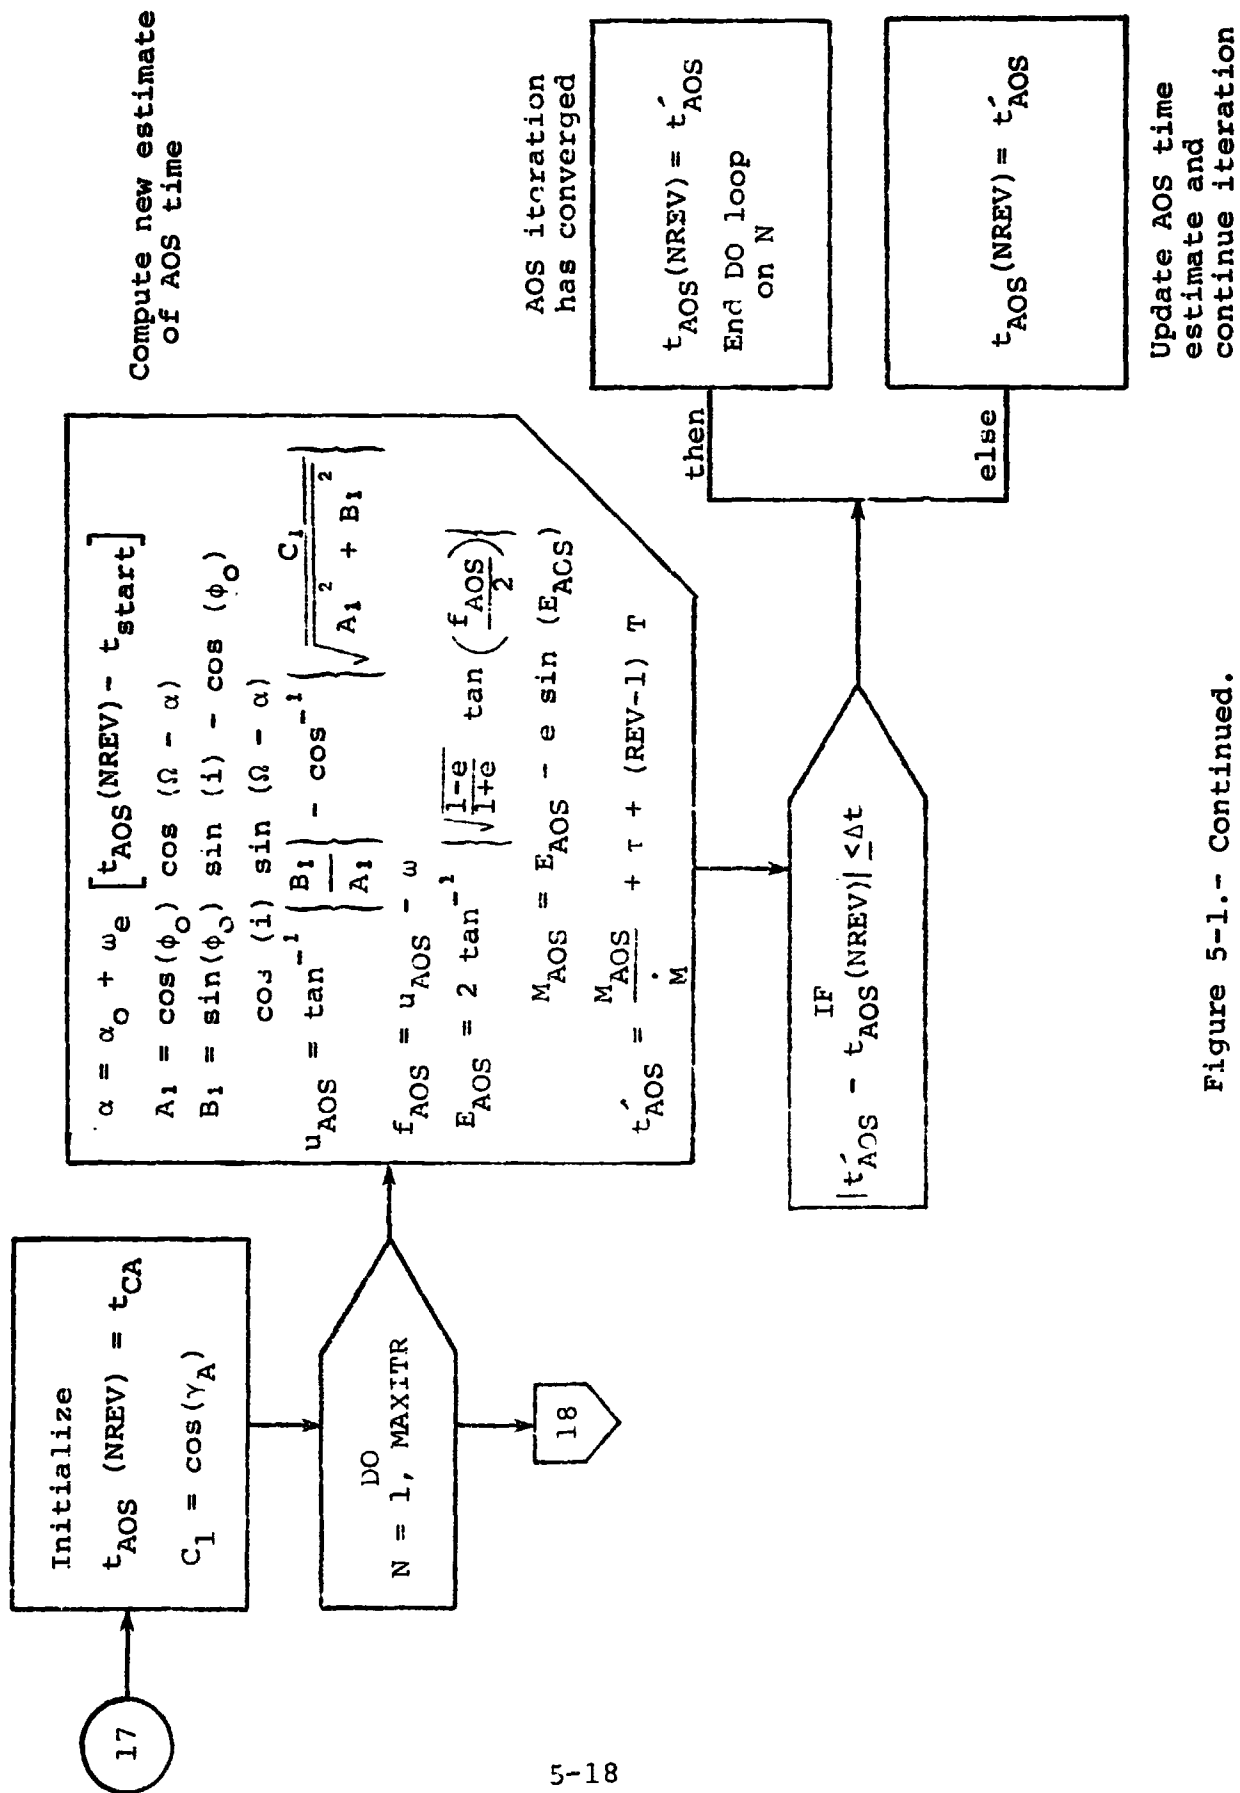 17
Initialize
t_AOS (NREV) = t_CA
C_1 = cos(γ_A)
DO
N = 1, MAXITR
18
Compute new estimate
of AOS time
α = α_o + ω_e [t_AOS(NREV) - t_start]
A_1 = cos(φ_o) cos (Ω - α)
B_1 = sin(φ_o) sin (i) - cos (φ_o)
cos (i) sin (Ω - α)
u_AOS = tan^-1 {B_1 / A_1} - cos^-1 {C_1 / √(A_1^2 + B_1^2)}
f_AOS = u_AOS - ω
E_AOS = 2 tan^-1 {√((1-e)/(1+e)) tan (f_AOS / 2)}
M_AOS = E_AOS - e sin (E_AOS)
t´_AOS = M_AOS / Ṁ + τ + (REV-1) T
IF
|t´_AOS - t_AOS(NREV)| ≤ Δt
then
AOS iteration
has converged
t_AOS(NREV) = t´_AOS
End DO loop
on N
else
t_AOS(NREV) = t´_AOS
Update AOS time
estimate and
continue iteration
Figure 5-1.- Continued.
5-18